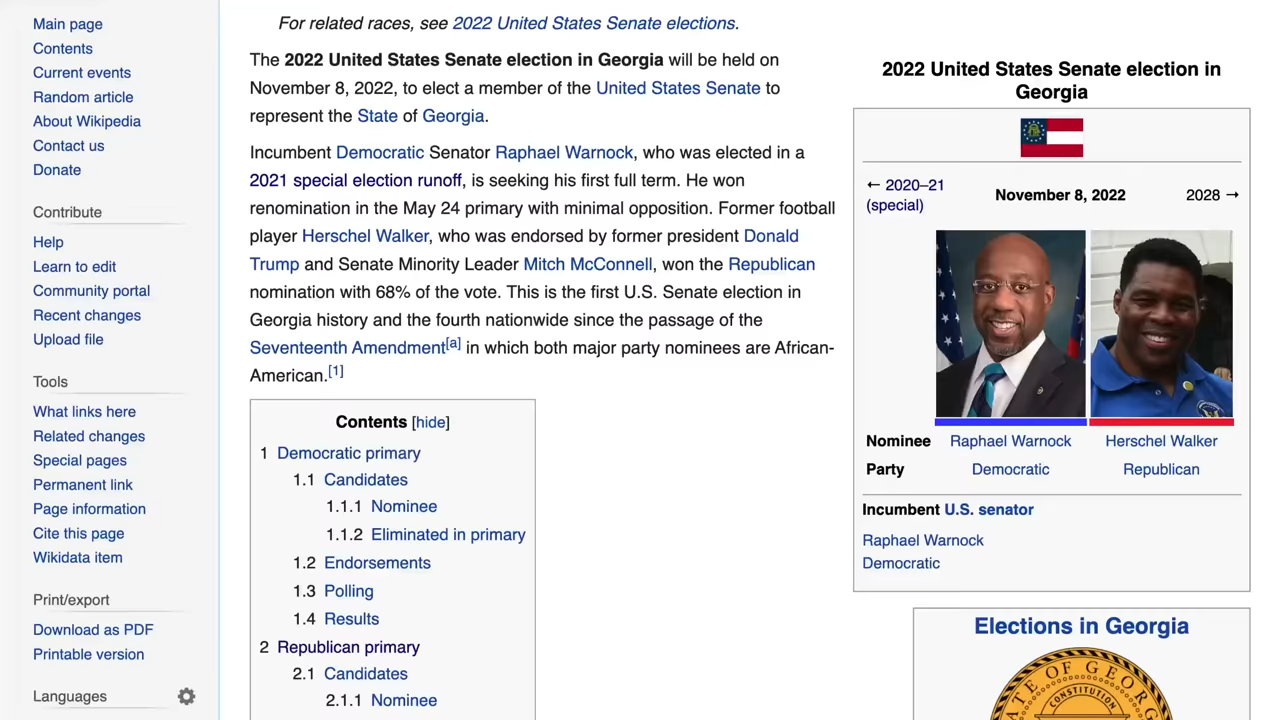 Main page
Contents
Current events
Random article
About Wikipedia
Contact us
Donate
Contribute
Help
Learn to edit
Community portal
Recent changes
Upload file
Tools
What links here
Related changes
Special pages
Permanent link
Page information
Cite this page
Wikidata item
Print/export
Download as PDF
Printable version
Languages
For related races, see 2022 United States Senate elections.
The 2022 United States Senate election in Georgia will be held on
November 8, 2022, to elect a member of the United States Senate to
represent the State of Georgia.
Incumbent Democratic Senator Raphael Warnock, who was elected in a
2021 special election runoff, is seeking his first full term. He won
renomination in the May 24 primary with minimal opposition. Former football
player Herschel Walker, who was endorsed by former president Donald
Trump and Senate Minority Leader Mitch McConnell, won the Republican
nomination with 68% of the vote. This is the first U.S. Senate election in
Georgia history and the fourth nationwide since the passage of the
Seventeenth Amendment[a] in which both major party nominees are African-
American.[1]
Contents [hide]
1 Democratic primary
1.1 Candidates
1.1.1 Nominee
1.1.2 Eliminated in primary
1.2 Endorsements
1.3 Polling
1.4 Results
2 Republican primary
2.1 Candidates
2.1.1 Nominee
2022 United States Senate election in
Georgia
← 2020–21
(special)
November 8, 2022
2028 →
Nominee Raphael Warnock Herschel Walker
Party Democratic Republican
Incumbent U.S. senator
Raphael Warnock
Democratic
Elections in Georgia
STATE OF GEORG
CONSTITUTION